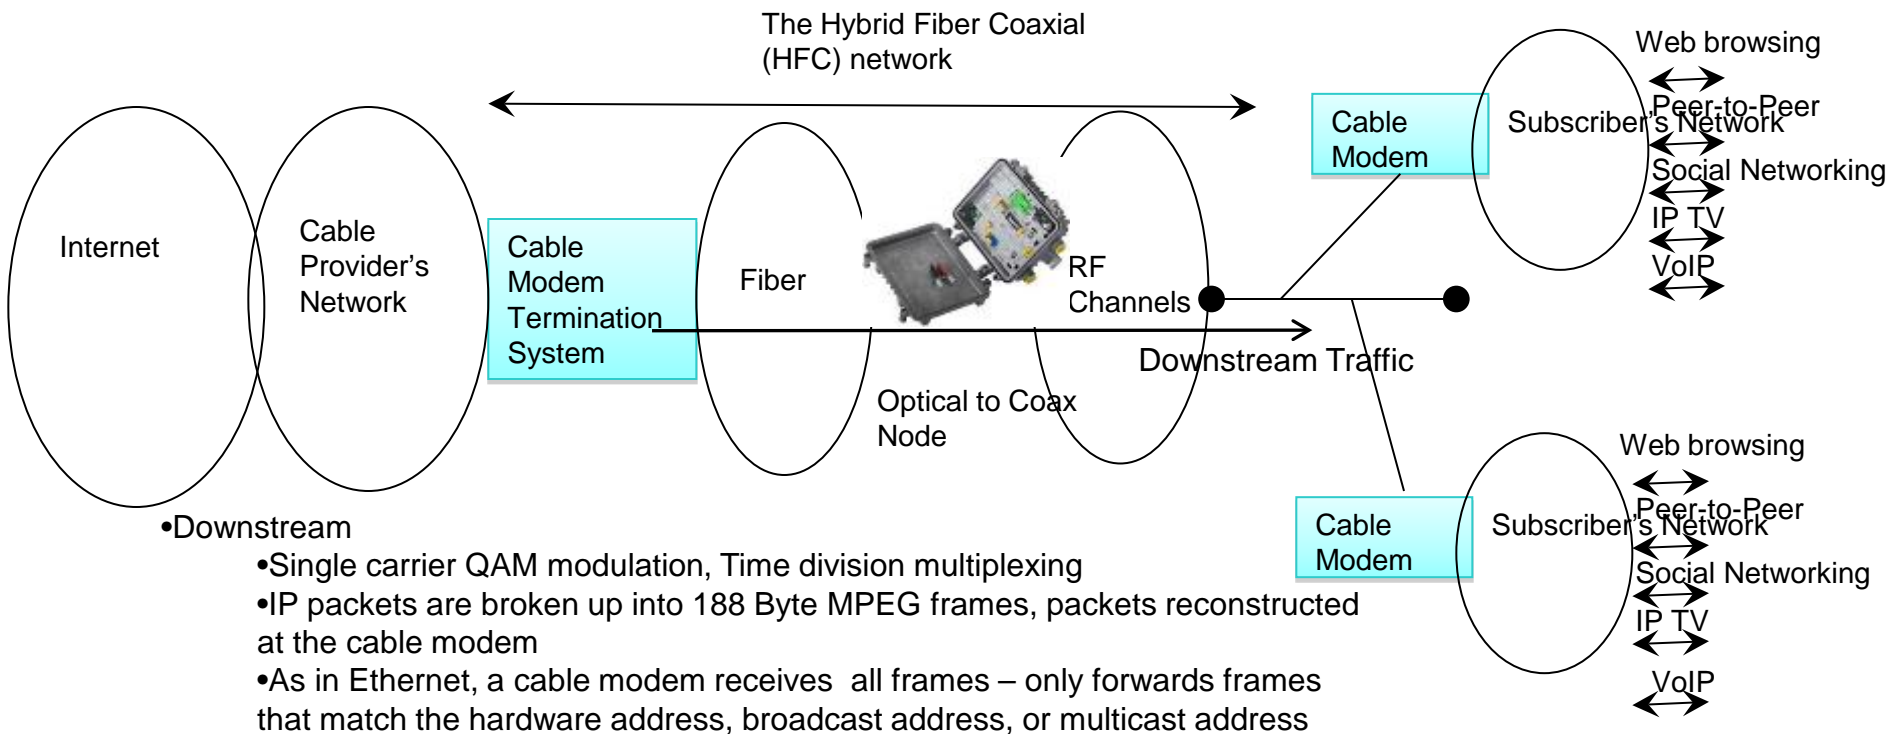 The Hybrid Fiber Coaxial
(HFC) network
Internet
Cable
Provider's
Network
Cable
Modem
Termination
System
Fiber
RF
Channels
Optical to Coax
Node
Downstream Traffic
Cable
Modem
Subscriber's Network
Web browsing
Peer-to-Peer
Social Networking
IP TV
VoIP
Cable
Modem
Subscriber's Network
Web browsing
Peer-to-Peer
Social Networking
IP TV
VoIP
•Downstream
•Single carrier QAM modulation, Time division multiplexing
•IP packets are broken up into 188 Byte MPEG frames, packets reconstructed
at the cable modem
•As in Ethernet, a cable modem receives  all frames – only forwards frames
that match the hardware address, broadcast address, or multicast address